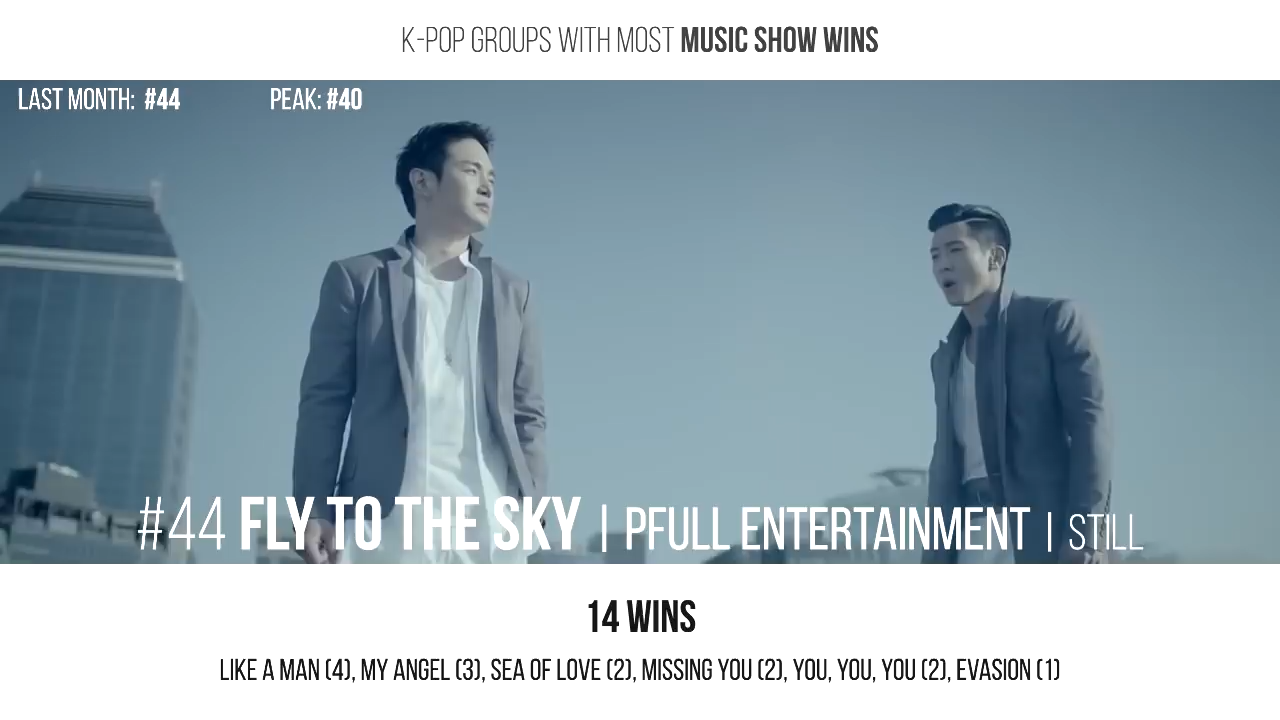 K-POP GROUPS WITH MOST MUSIC SHOW WINS
LAST MONTH: #44 PEAK: #40
#44 FLY TO THE SKY | PFULL ENTERTAINMENT | STILL
14 WINS
LIKE A MAN (4), MY ANGEL (3), SEA OF LOVE (2), MISSING YOU (2), YOU, YOU, YOU (2), EVASION (1)